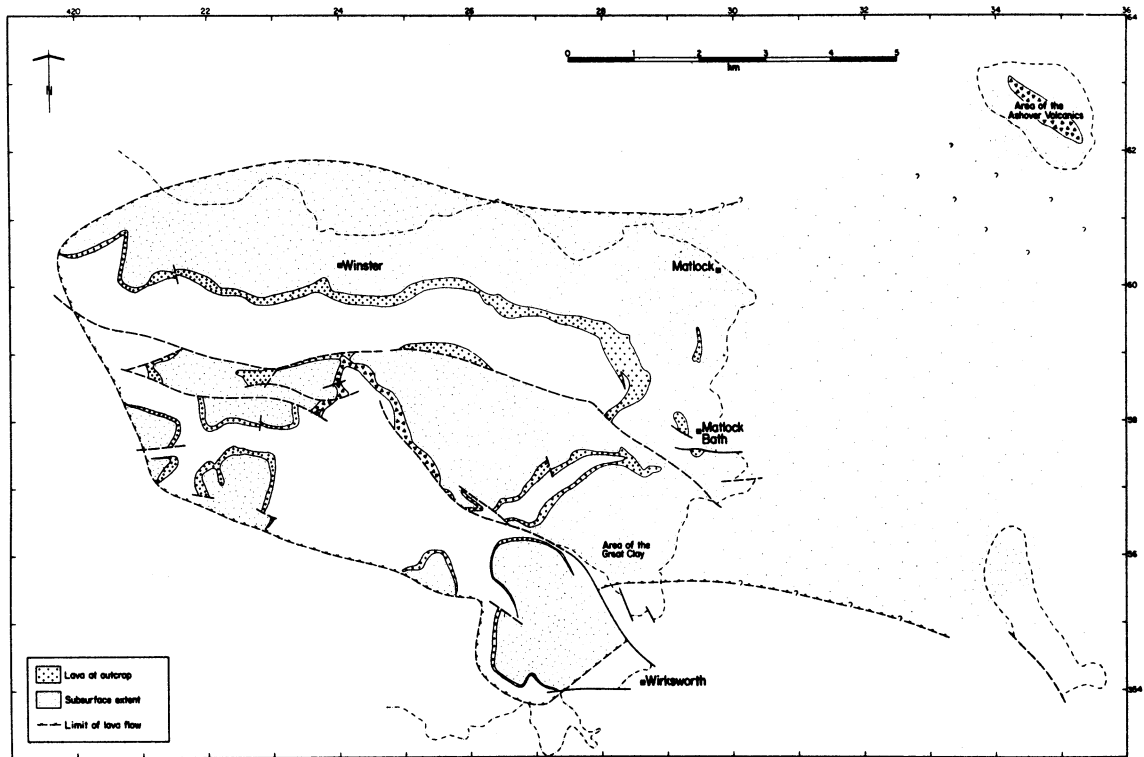 420 22 24 26 28 30 32 34 36
64
N
0 1 2 3 4 5
km
Area of the
Ashover Volcanics
62
?
? ?
? ? ?
? ? ?
? ?
?
Winster
Matlock
60
58
Matlock
Bath
Area of the
Great Clay
56
? ? ? ?
Lava at outcrop
Subsurface extent
Limit of lava flow
Wirksworth
354